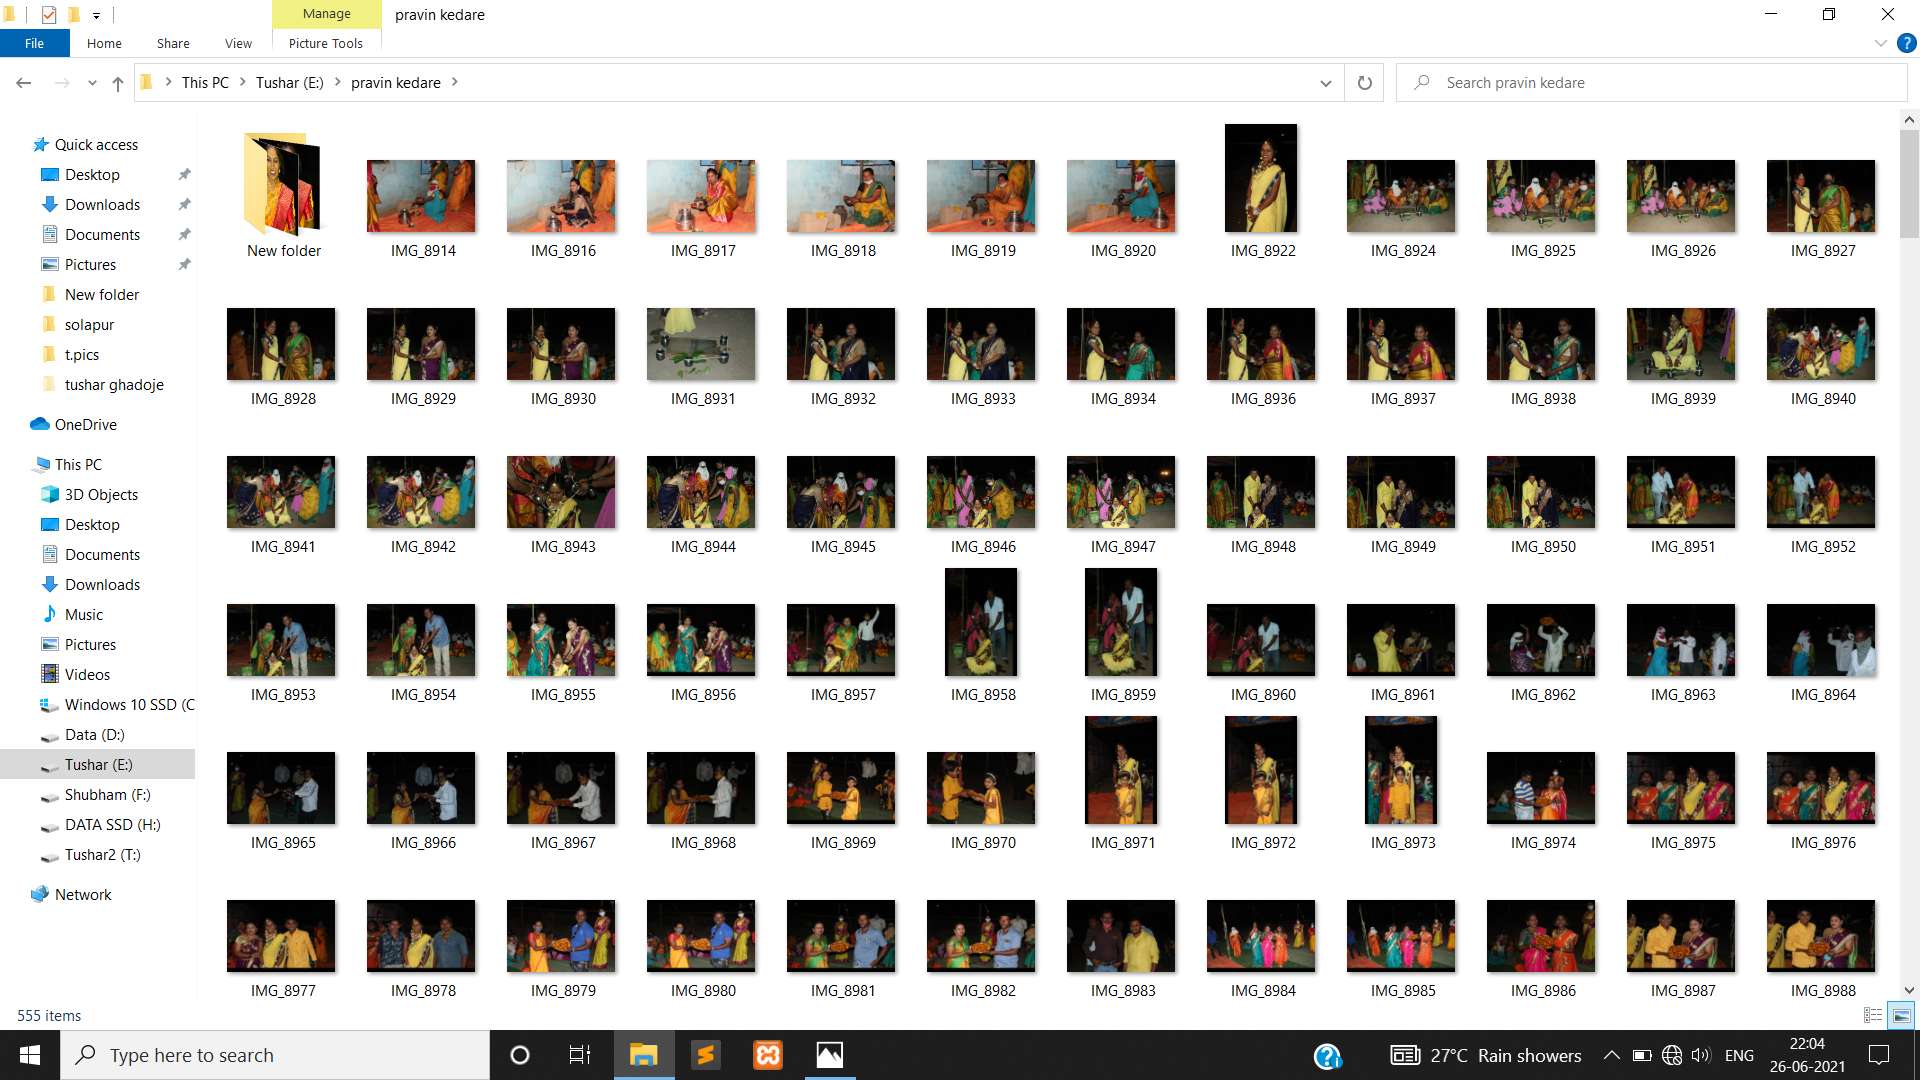 Manage
pravin kedare
File
Home
Share
View
Picture Tools
This PC
Tushar (E:)
pravin kedare
Search pravin kedare
Quick access
Desktop
Downloads
Documents
Pictures
New folder
solapur
t.pics
tushar ghadoje
OneDrive
This PC
3D Objects
Desktop
Documents
Downloads
Music
Pictures
Videos
Windows 10 SSD (C
Data (D:)
Tushar (E:)
Shubham (F:)
DATA SSD (H:)
Tushar2 (T:)
Network
New folder IMG_8914 IMG_8916 IMG_8917 IMG_8918 IMG_8919 IMG_8920 IMG_8922 IMG_8924 IMG_8925 IMG_8926 IMG_8927
IMG_8928 IMG_8929 IMG_8930 IMG_8931 IMG_8932 IMG_8933 IMG_8934 IMG_8936 IMG_8937 IMG_8938 IMG_8939 IMG_8940
IMG_8941 IMG_8942 IMG_8943 IMG_8944 IMG_8945 IMG_8946 IMG_8947 IMG_8948 IMG_8949 IMG_8950 IMG_8951 IMG_8952
IMG_8953 IMG_8954 IMG_8955 IMG_8956 IMG_8957 IMG_8958 IMG_8959 IMG_8960 IMG_8961 IMG_8962 IMG_8963 IMG_8964
IMG_8965 IMG_8966 IMG_8967 IMG_8968 IMG_8969 IMG_8970 IMG_8971 IMG_8972 IMG_8973 IMG_8974 IMG_8975 IMG_8976
IMG_8977 IMG_8978 IMG_8979 IMG_8980 IMG_8981 IMG_8982 IMG_8983 IMG_8984 IMG_8985 IMG_8986 IMG_8987 IMG_8988
555 items
Type here to search
27°C Rain showers
ENG
22:04
26-06-2021